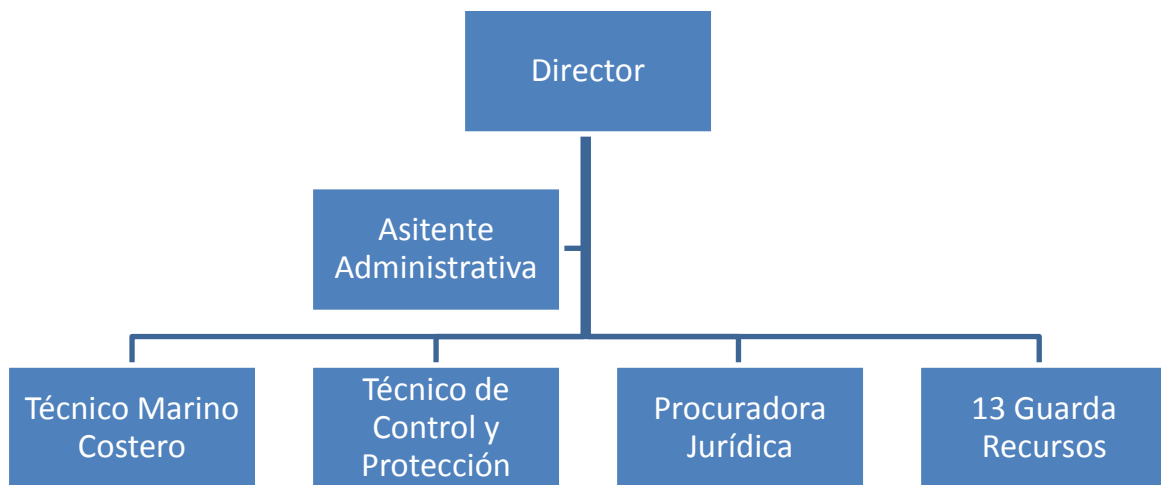 Director
Asitente
Administrativa
Técnico Marino
Costero
Técnico de
Control y
Protección
Procuradora
Jurídica
13 Guarda
Recursos